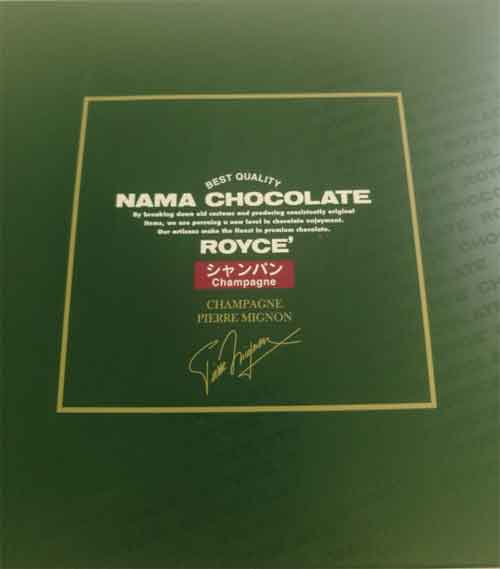 BEST QUALITY
NAMA CHOCOLATE
By breaking down old customs and producing consistently original
items, we are pursuing a new level in chocolate enjoyment.
Our artisans make the finest in premium chocolate.
ROYCE'
シャンパン
Champagne
CHAMPAGNE
PIERRE MIGNON
Pierre Mignon